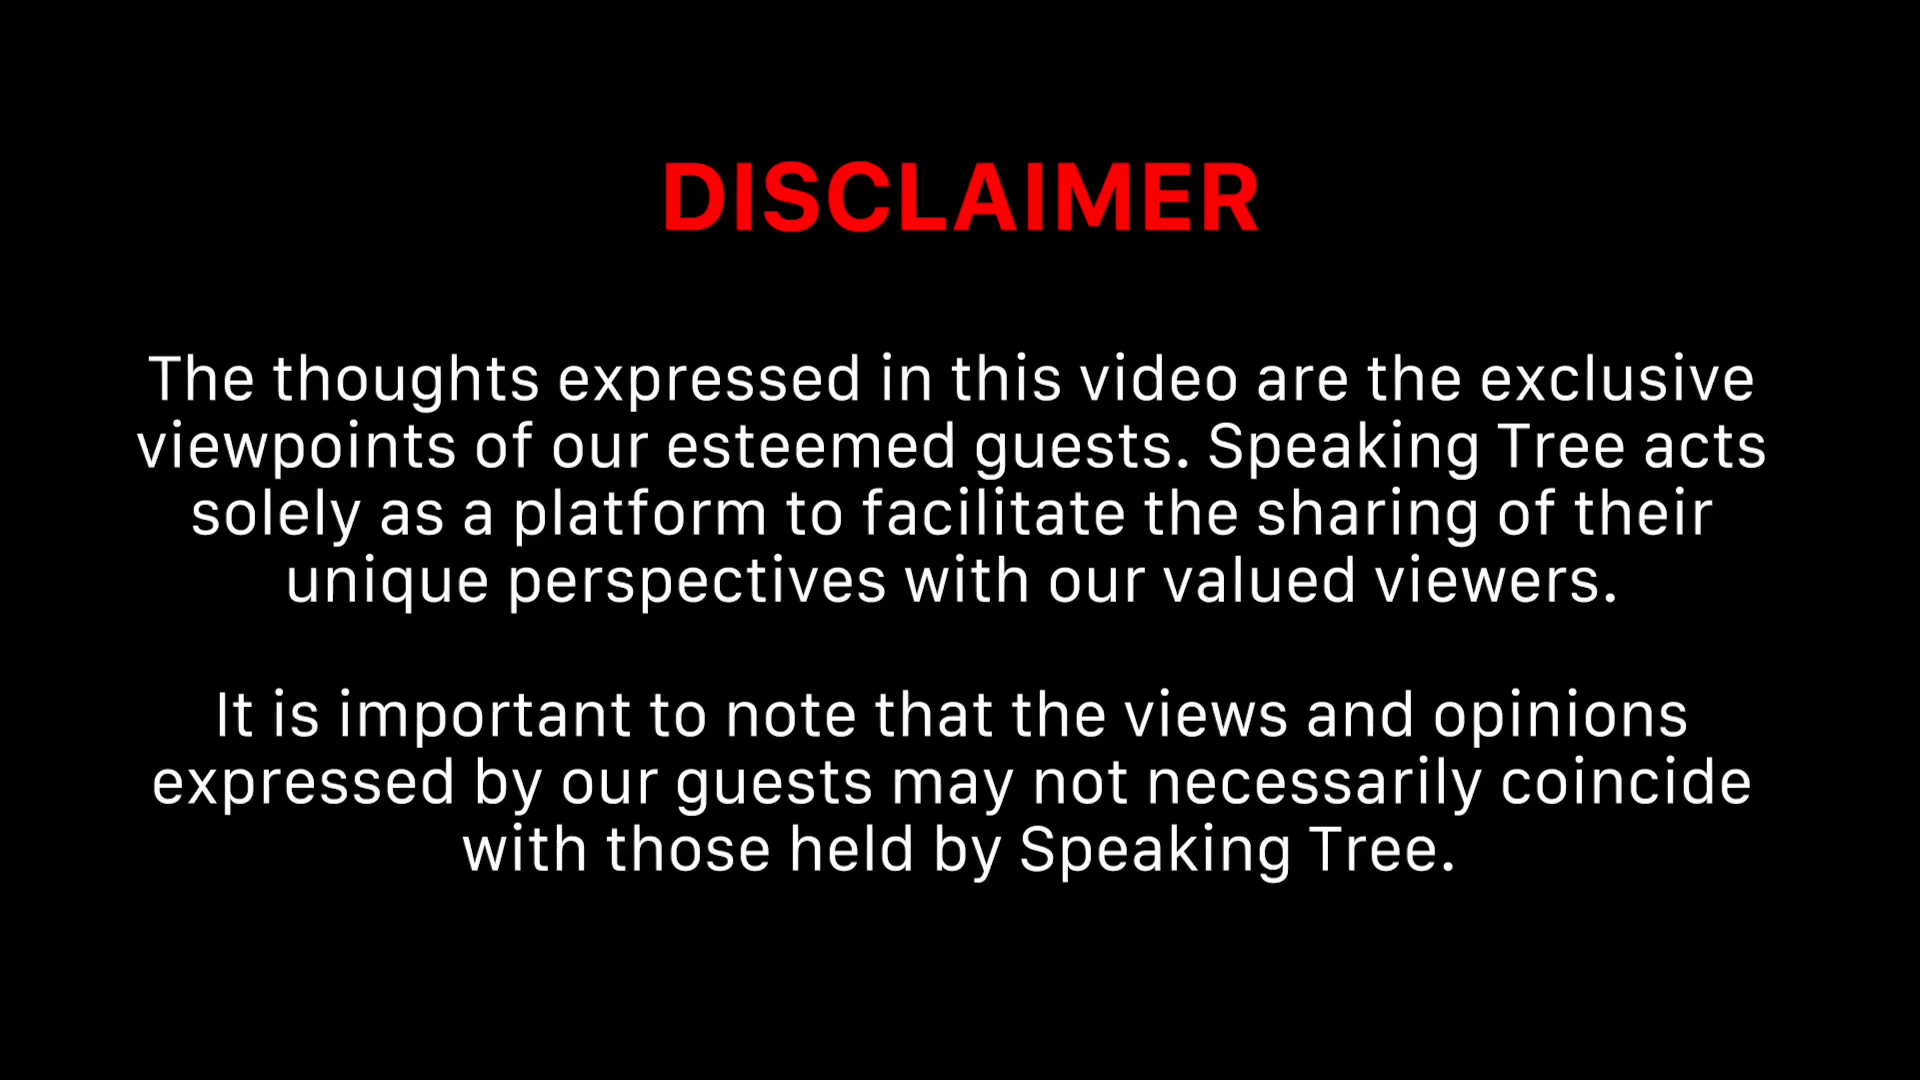 DISCLAIMER
The thoughts expressed in this video are the exclusive
viewpoints of our esteemed guests. Speaking Tree acts
solely as a platform to facilitate the sharing of their
unique perspectives with our valued viewers.
It is important to note that the views and opinions
expressed by our guests may not necessarily coincide
with those held by Speaking Tree.